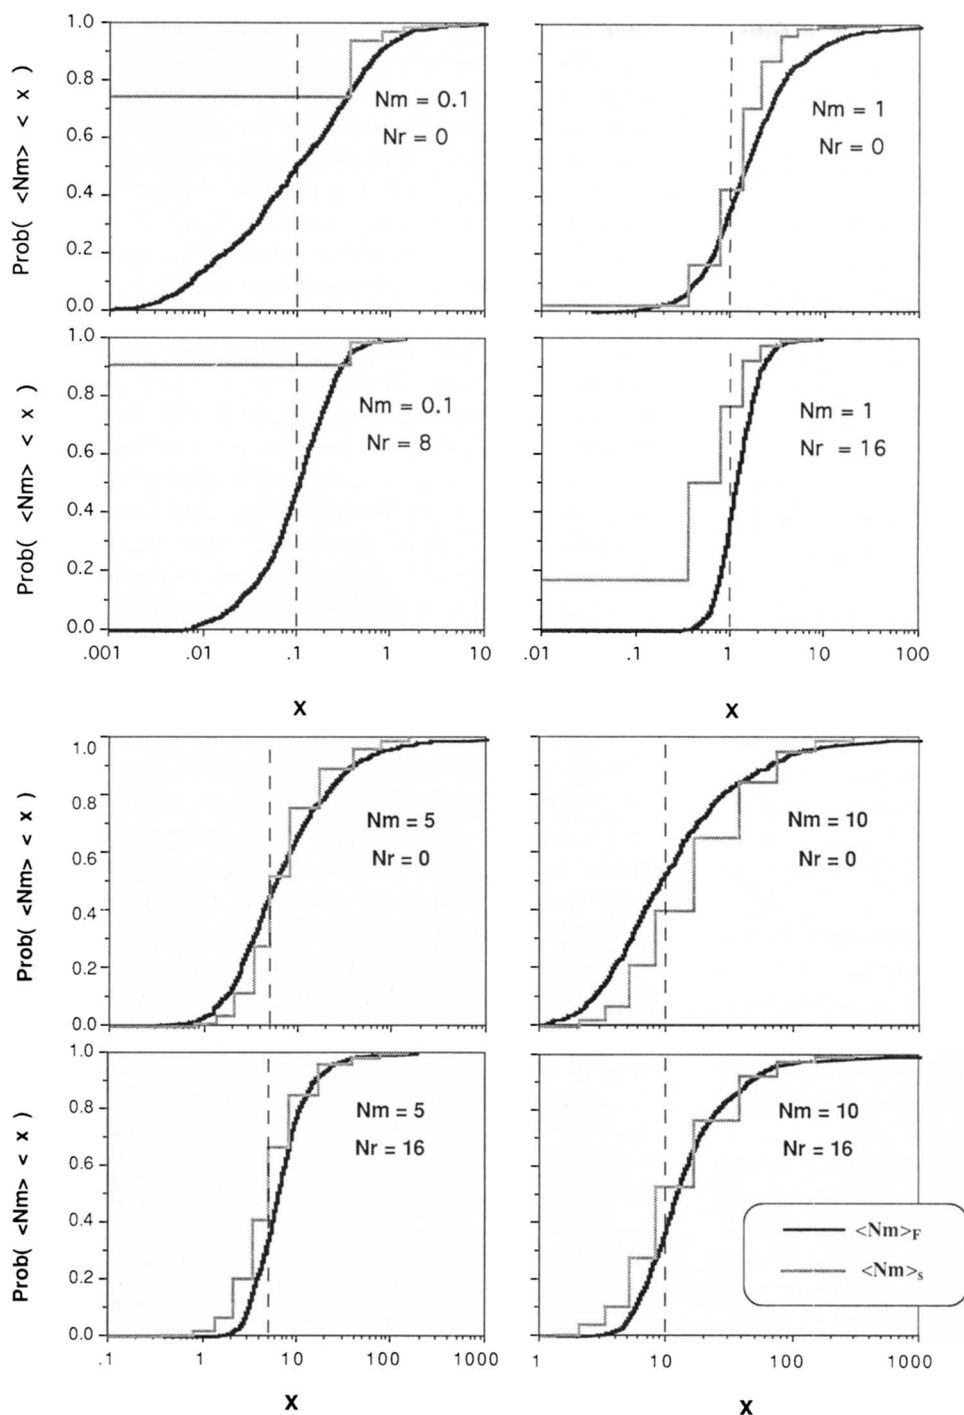 Prob( <Nm> < x )
1.0
0.8
0.6
0.4
0.2
0.0
Nm = 0.1
Nr = 0
Nm = 1
Nr = 0
Prob( <Nm> < x )
1.0
0.8
0.6
0.4
0.2
0.0
Nm = 0.1
Nr = 8
Nm = 1
Nr = 16
.001 .01 .1 1 10
.01 .1 1 10 100
X
X
Prob( <Nm> < x )
1.0
0.8
0.6
0.4
0.2
0.0
Nm = 5
Nr = 0
Nm = 10
Nr = 0
Prob( <Nm> < x )
1.0
0.8
0.6
0.4
0.2
0.0
Nm = 5
Nr = 16
Nm = 10
Nr = 16
<Nm>F
<Nm>s
.1 1 10 100 1000
1 10 100 1000
X
X